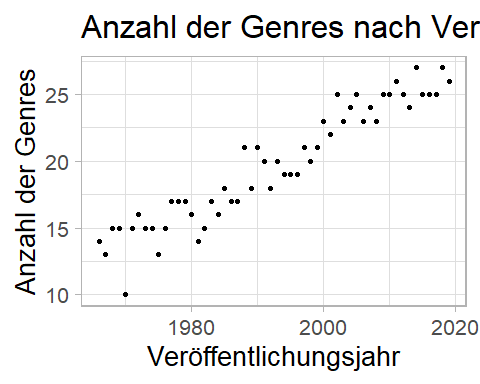 Anzahl der Genres nach Ver
Anzahl der Genres
25
20
15
10
1980
2000
2020
Veröffentlichungsjahr